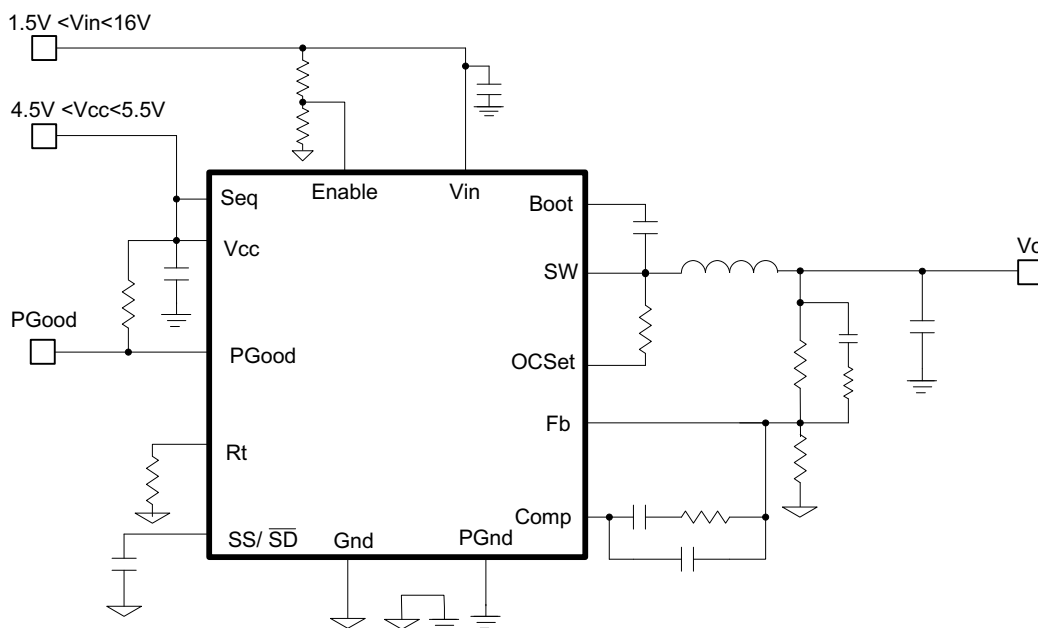 1.5V <Vin<16V
4.5V <Vcc<5.5V
Enable
Vin
Seq
Boot
Vcc
SW
Vo
PGood
PGood
OCSet
Fb
Rt
Comp
SS/ SD
Gnd
PGnd